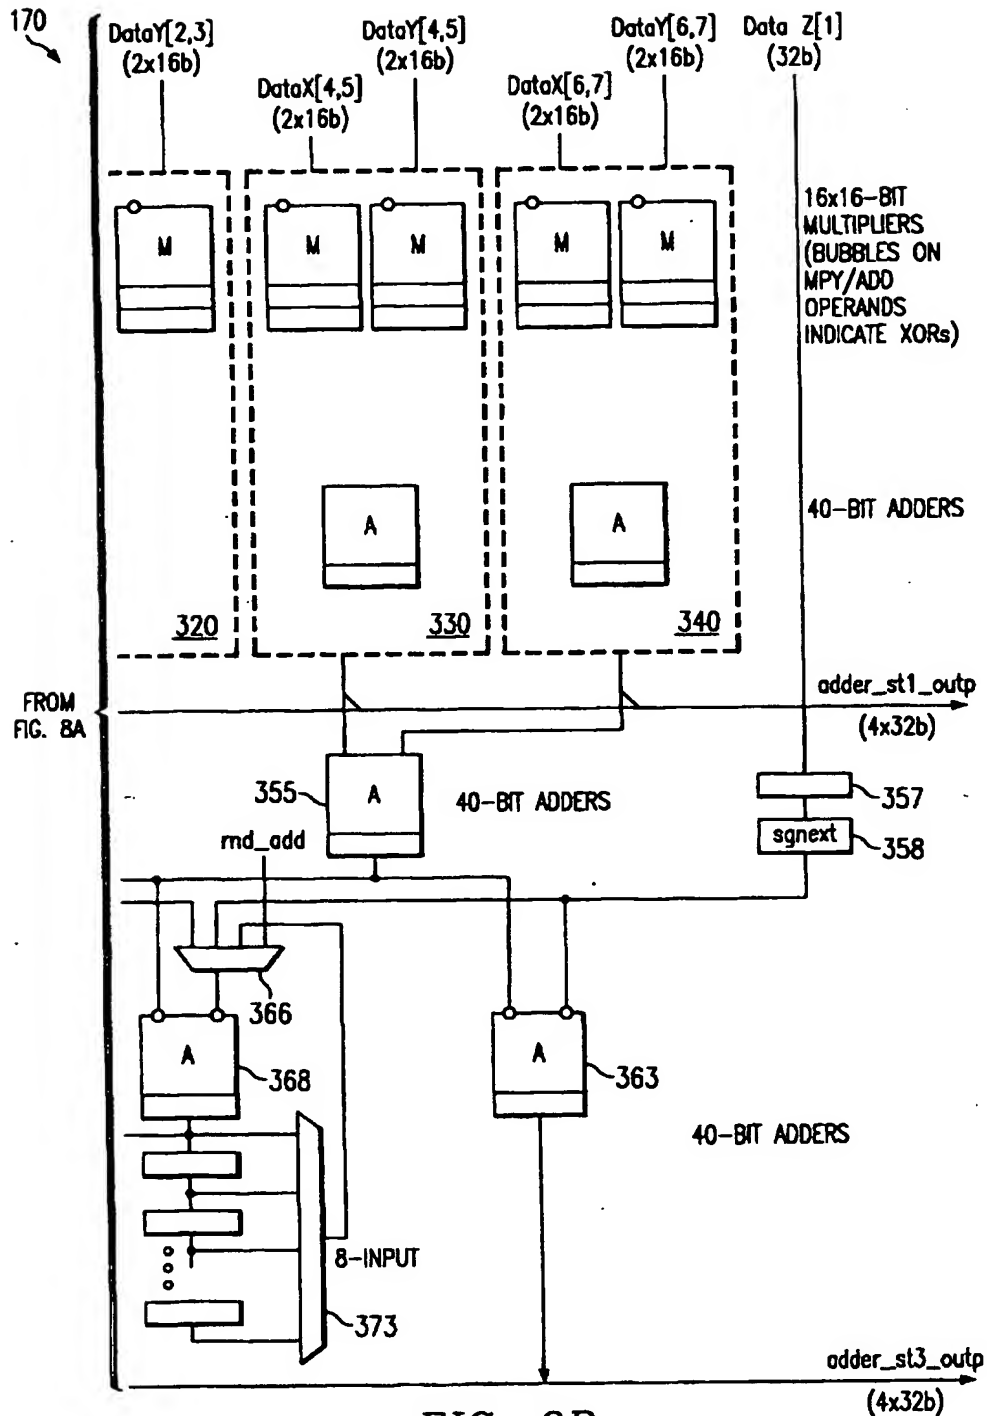 170
DataY[2,3]
(2x16b)
DataX[4,5]
(2x16b)
DataY[4,5]
(2x16b)
DataX[6,7]
(2x16b)
DataY[6,7]
(2x16b)
Data Z[1]
(32b)
M
M
M
M
M
16x16-BIT
MULTIPLIERS
(BUBBLES ON
MPY/ADD
OPERANDS
INDICATE XORs)
A
A
40-BIT ADDERS
320
330
340
FROM
FIG. 8A
adder_st1_outp
(4x32b)
355
A
40-BIT ADDERS
357
sgnext
358
rnd_add
366
A
368
A
363
40-BIT ADDERS
8-INPUT
373
adder_st3_outp
(4x32b)